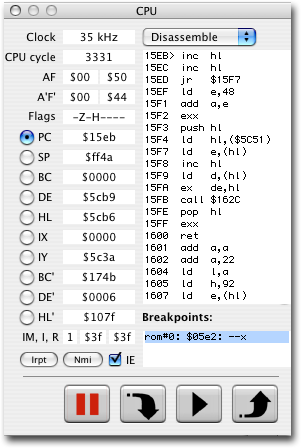 CPU
Clock 35 kHz
CPU cycle 3331
AF $00 $50
A'F' $00 $44
Flags -Z-H----
PC $15eb
SP $ff4a
BC $0000
DE $5cb9
HL $5cb6
IX $0000
IY $5c3a
BC' $174b
DE' $0006
HL' $107f
IM, I, R 1 $3f $3f
Irpt Nmi IE
Disassemble
15EB> inc hl
15EC inc hl
15ED jr $15F7
15EF ld e,48
15F1 add a,e
15F2 exx
15F3 push hl
15F4 ld hl,($5C51)
15F7 ld e,(hl)
15F8 inc hl
15F9 ld d,(hl)
15FA ex de,hl
15FB call $162C
15FE pop hl
15FF exx
1600 ret
1601 add a,a
1602 add a,22
1604 ld l,a
1605 ld h,92
1607 ld e,(hl)
Breakpoints:
rom#0: $05e2: --x